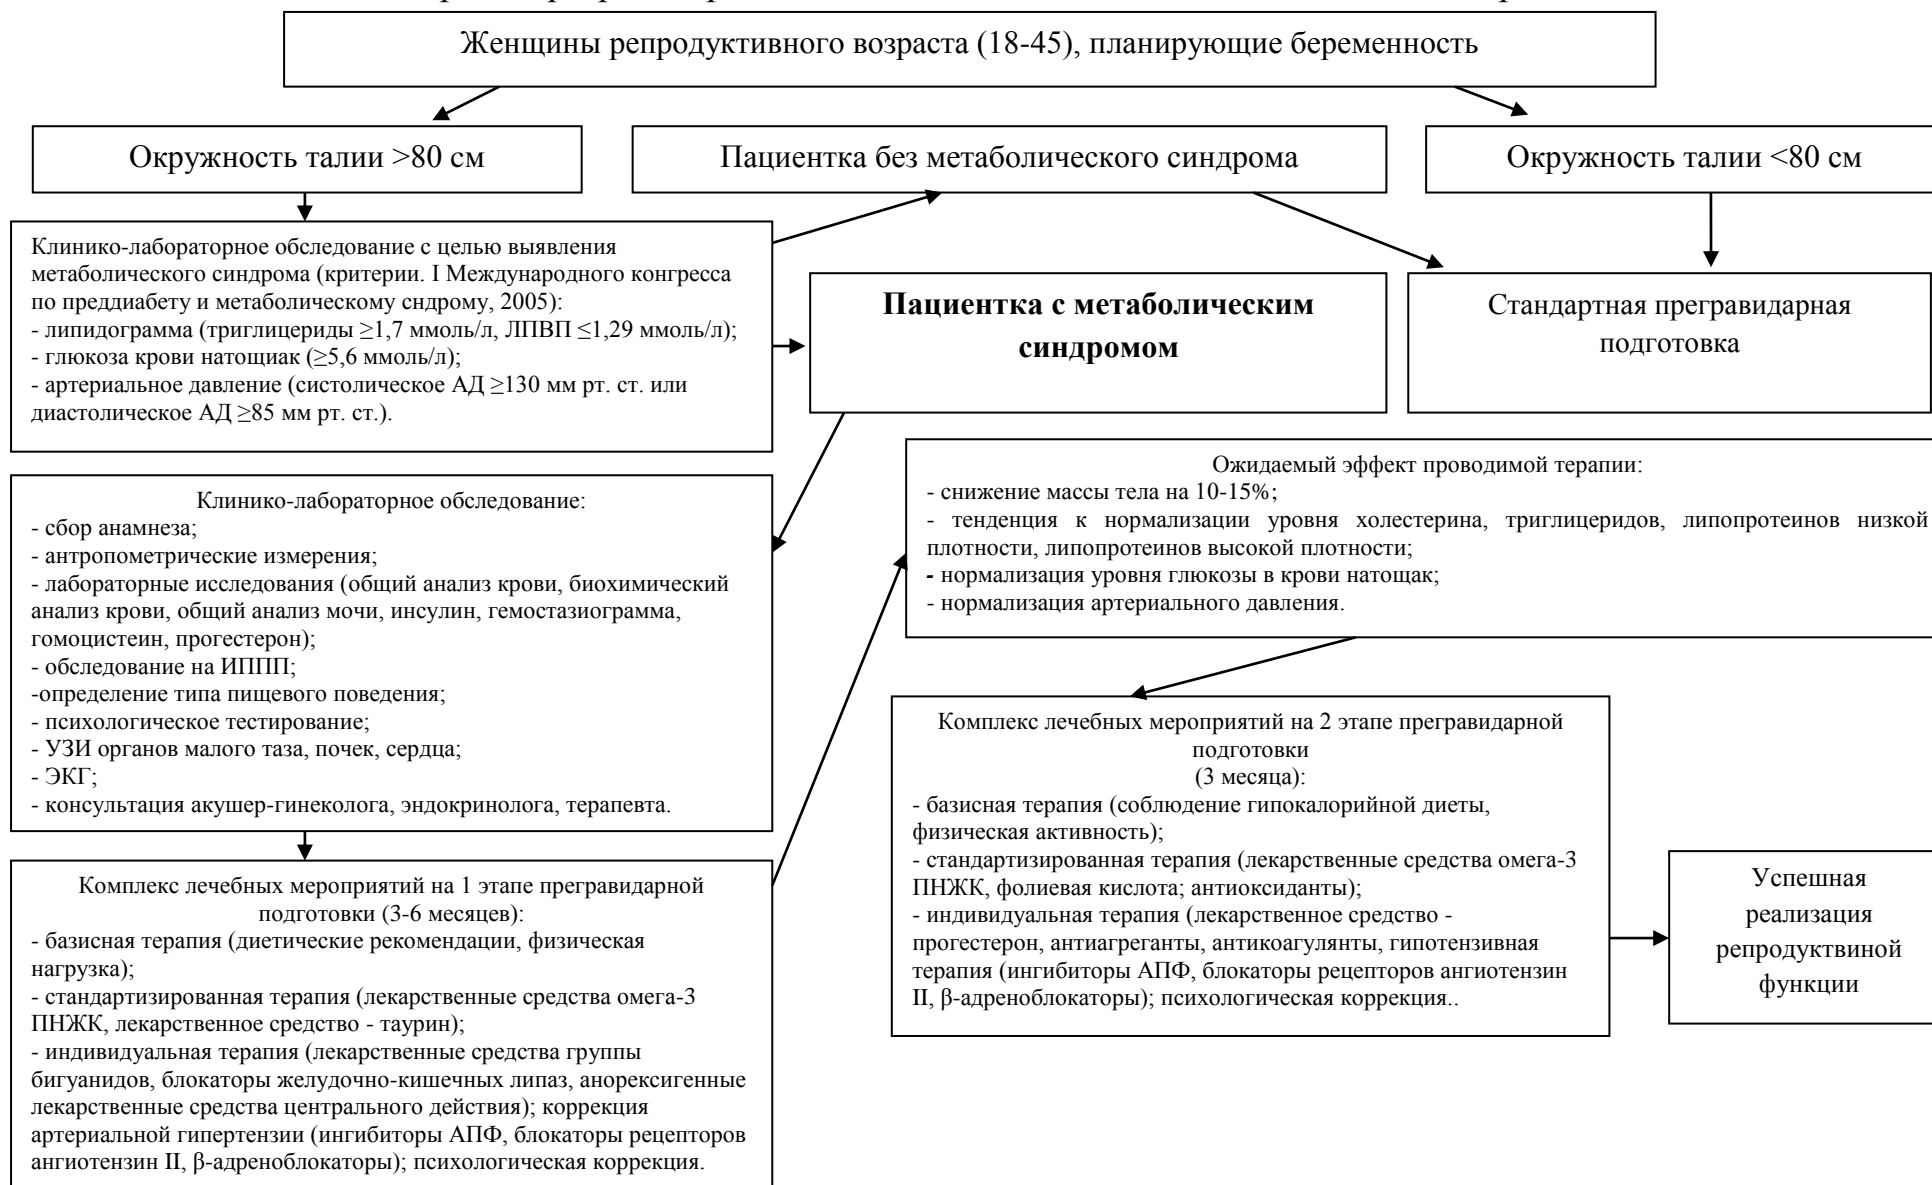 Женщины репродуктивного возраста (18-45), планирующие беременность
Окружность талии >80 см
Пациентка без метаболического синдрома
Окружность талии <80 см
Клинико-лабораторное обследование с целью выявления
метаболического синдрома (критерии. I Международного конгресса
по преддиабету и метаболическому сндрому, 2005):
- липидограмма (триглицериды ≥1,7 ммоль/л, ЛПВП ≤1,29 ммоль/л);
- глюкоза крови натощиак (≥5,6 ммоль/л);
- артериальное давление (систолическое АД ≥130 мм рт. ст. или
диастолическое АД ≥85 мм рт. ст.).
Пациентка с метаболическим
синдромом
Стандартная прегравидарная
подготовка
Клинико-лабораторное обследование:
- сбор анамнеза;
- антропометрические измерения;
- лабораторные исследования (общий анализ крови, биохимический
анализ крови, общий анализ мочи, инсулин, гемостазиограмма,
гомоцистеин, прогестерон);
- обследование на ИППП;
-определение типа пищевого поведения;
- психологическое тестирование;
- УЗИ органов малого таза, почек, сердца;
- ЭКГ;
- консультация акушер-гинеколога, эндокринолога, терапевта.
Комплекс лечебных мероприятий на 1 этапе прегравидарной
подготовки (3-6 месяцев):
- базисная терапия (диетические рекомендации, физическая
нагрузка);
- стандартизированная терапия (лекарственные средства омега-3
ПНЖК, лекарственное средство - таурин);
- индивидуальная терапия (лекарственные средства группы
бигуанидов, блокаторы желудочно-кишечных липаз, анорексигенные
лекарственные средства центрального действия); коррекция
артериальной гипертензии (ингибиторы АПФ, блокаторы рецепторов
ангиотензин II, β-адреноблокаторы); психологическая коррекция.
Ожидаемый эффект проводимой терапии:
- снижение массы тела на 10-15%;
- тенденция к нормализации уровня холестерина, триглицеридов, липопротеинов низкой
плотности, липопротеинов высокой плотности;
- нормализация уровня глюкозы в крови натощак;
- нормализация артериального давления.
Комплекс лечебных мероприятий на 2 этапе прегравидарной
подготовки
(3 месяца):
- базисная терапия (соблюдение гипокалорийной диеты,
физическая активность);
- стандартизированная терапия (лекарственные средства омега-3
ПНЖК, фолиевая кислота; антиоксиданты);
- индивидуальная терапия (лекарственное средство -
прогестерон, антиагреганты, антикоагулянты, гипотензивная
терапия (ингибиторы АПФ, блокаторы рецепторов ангиотензин
II, β-адреноблокаторы); психологическая коррекция..
Успешная
реализация
репродуктвиной
функции